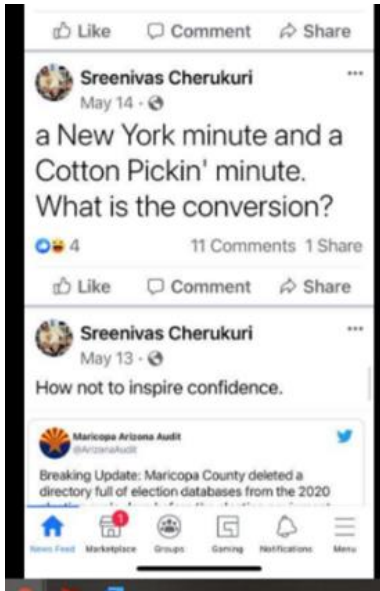 Like Comment Share
Sreenivas Cherukuri
May 14 ·
a New York minute and a
Cotton Pickin' minute.
What is the conversion?
4 11 Comments 1 Share
Like Comment Share
Sreenivas Cherukuri
May 13 ·
How not to inspire confidence.
Maricopa Arizona Audit
@ArizonaAudit
Breaking Update: Maricopa County deleted a
directory full of election databases from the 2020
1
News Feed Marketplace Groups Gaming Notifications Menu